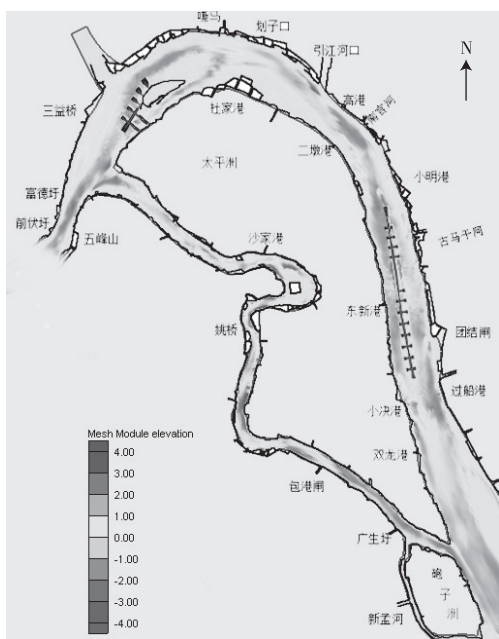 嘶马
划子口
引江河口
N
三益桥
杜家港
高港
南官河
二墩港
太平洲
小明港
富德圩
前伏圩
五峰山
沙家港
古马干河
东新港
姚桥
团结闸
过船港
小决港
双龙港
Mesh Module elevation
4.00
3.00
2.00
1.00
-1.00
-2.00
-3.00
-4.00
包港闸
广生圩
砲子洲
新孟河